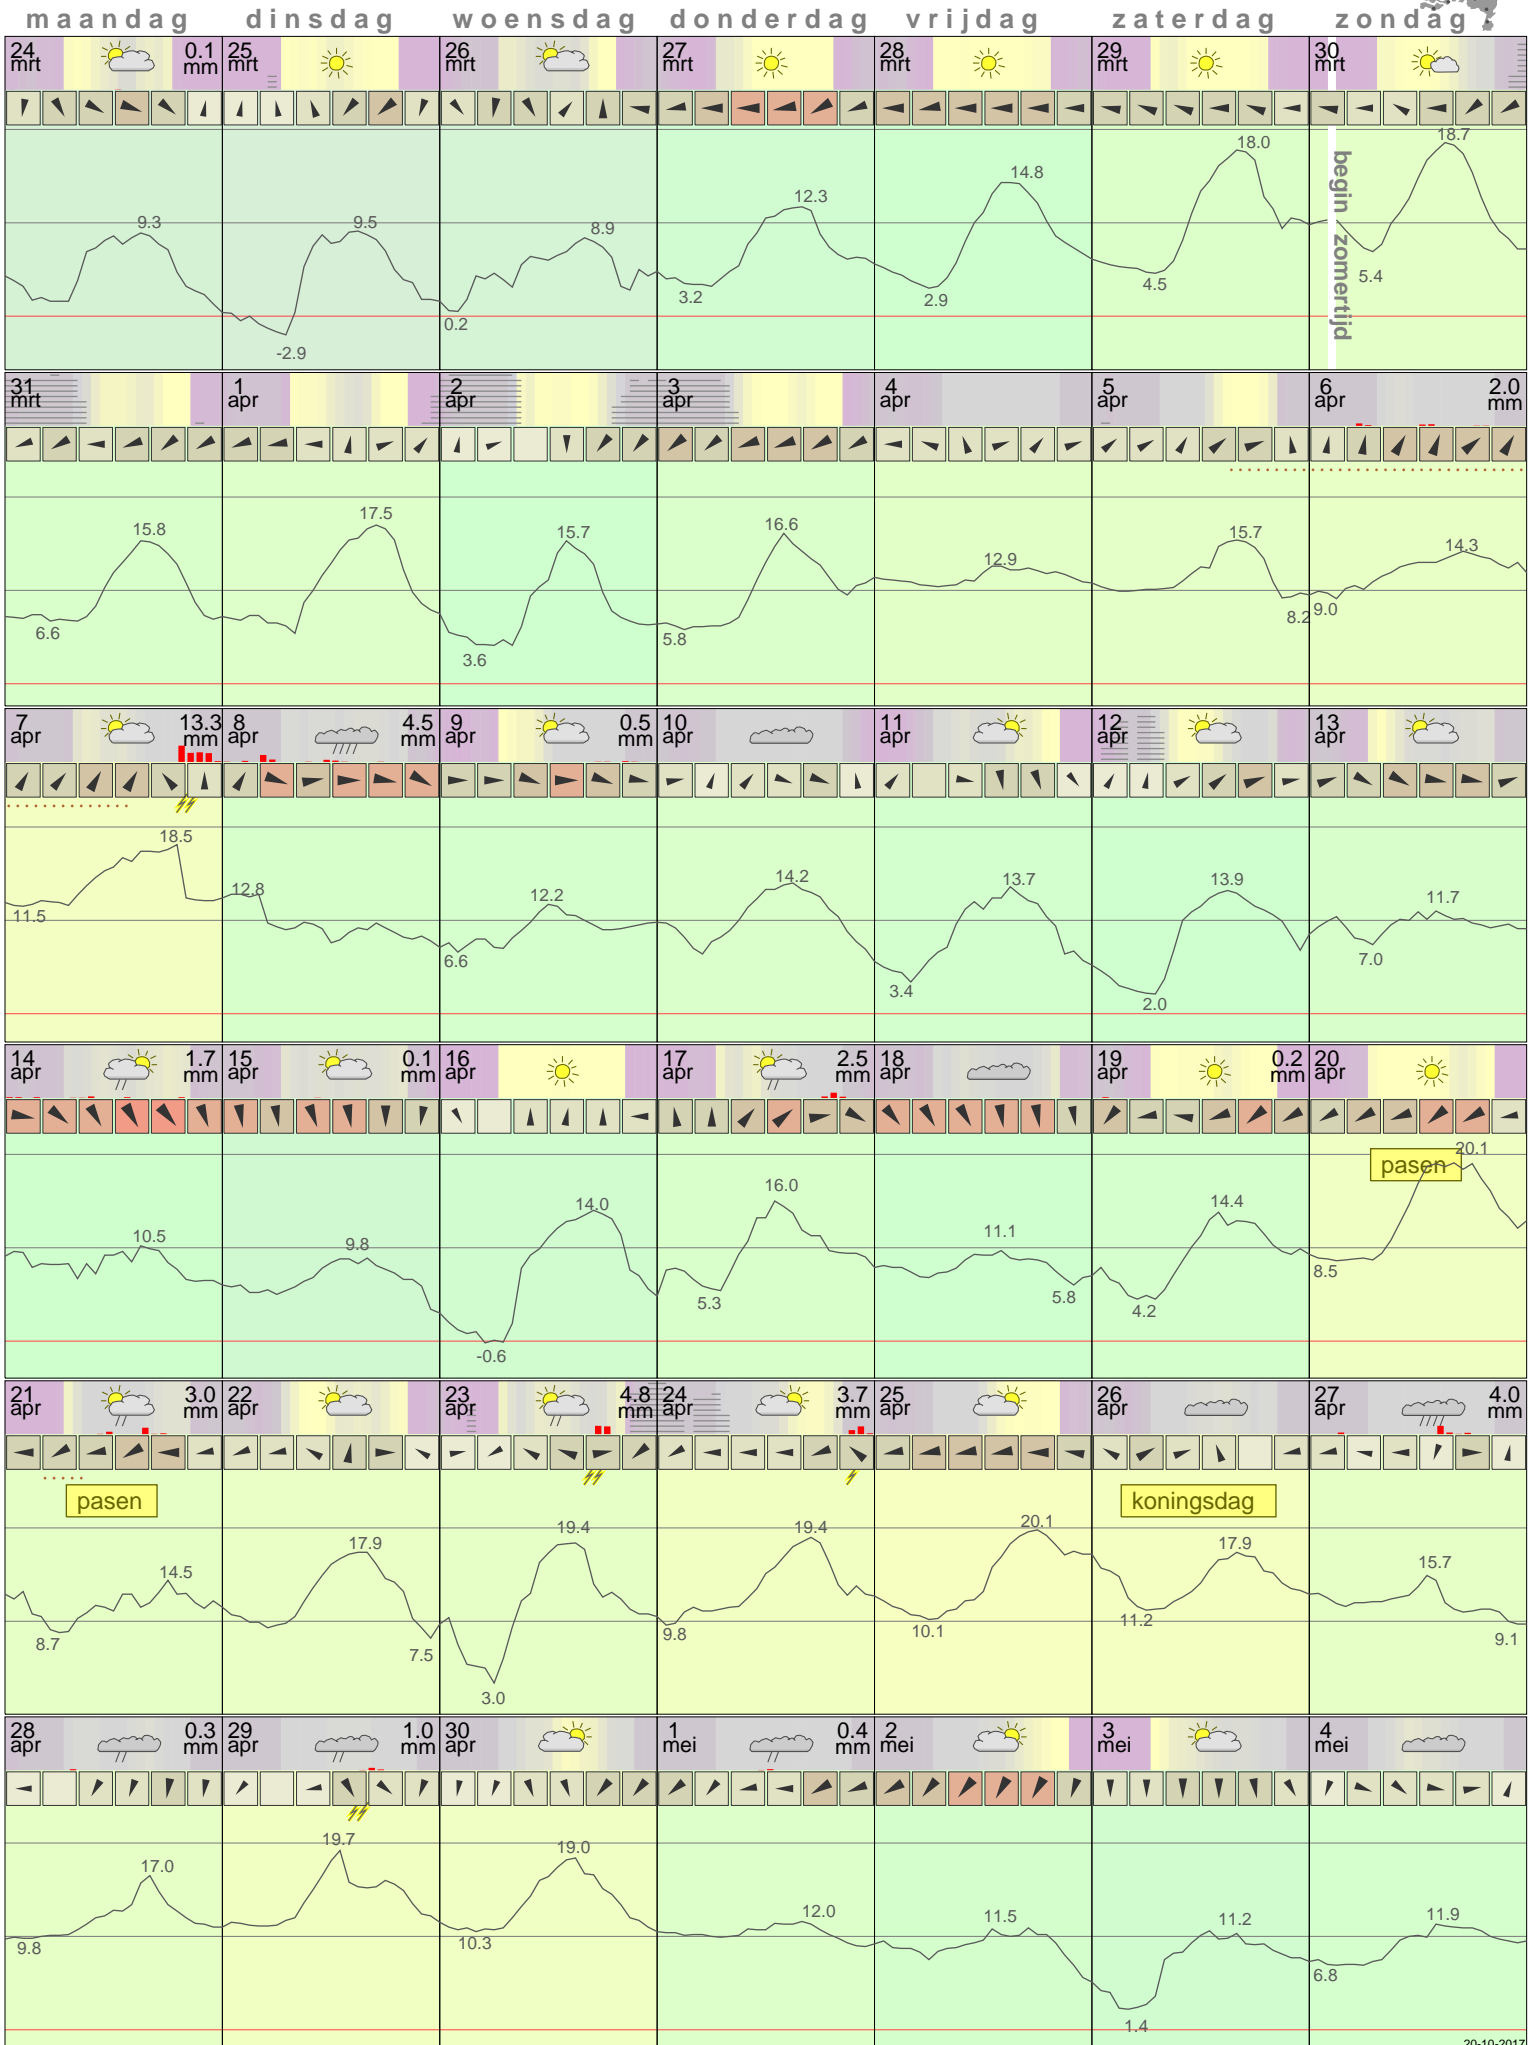 maandag dinsdag woensdag donderdag vrijdag zaterdag zondag
24 mrt 0.1 mm 25 mrt 26 mrt 27 mrt 28 mrt 29 mrt 30 mrt
9.3 -2.9 9.5 0.2 8.9 3.2 12.3 2.9 14.8 4.5 18.0 5.4 18.7
begin zomertijd
31 mrt 1 apr 2 apr 3 apr 4 apr 5 apr 6 apr 2.0 mm
6.6 15.8 17.5 3.6 15.7 5.8 16.6 12.9 15.7 8.2 9.0 14.3
7 apr 13.3 mm 8 apr 4.5 mm 9 apr 0.5 mm 10 apr 11 apr 12 apr 13 apr
11.5 18.5 12.8 6.6 12.2 14.2 3.4 13.7 2.0 13.9 7.0 11.7
14 apr 1.7 mm 15 apr 0.1 mm 16 apr 17 apr 2.5 mm 18 apr 19 apr 0.2 mm 20 apr
pasen
10.5 9.8 -0.6 14.0 5.3 16.0 11.1 5.8 4.2 14.4 8.5 20.1
21 apr 3.0 mm 22 apr 23 apr 4.8 mm 24 apr 3.7 mm 25 apr 26 apr 27 apr 4.0 mm
pasen koningsdag
8.7 14.5 17.9 7.5 3.0 19.4 9.8 19.4 10.1 20.1 11.2 17.9 15.7 9.1
28 apr 0.3 mm 29 apr 1.0 mm 30 apr 1 mei 0.4 mm 2 mei 3 mei 4 mei
9.8 17.0 19.7 10.3 19.0 12.0 11.5 1.4 11.2 6.8 11.9
20-10-2017